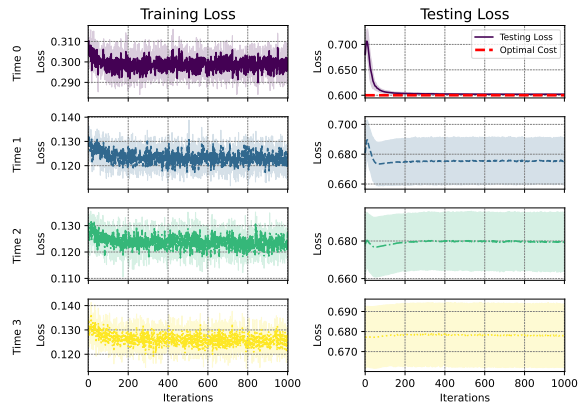 Training Loss
Testing Loss
Time 0
Loss
0.310
0.300
0.290
Loss
0.700
0.650
0.600
Testing Loss
Optimal Cost
Time 1
Loss
0.140
0.130
0.120
Loss
0.700
0.680
0.660
Time 2
Loss
0.130
0.120
0.110
Loss
0.680
0.660
Time 3
Loss
0.140
0.130
0.120
Loss
0.690
0.680
0.670
0 200 400 600 800 1000
0 200 400 600 800 1000
Iterations
Iterations